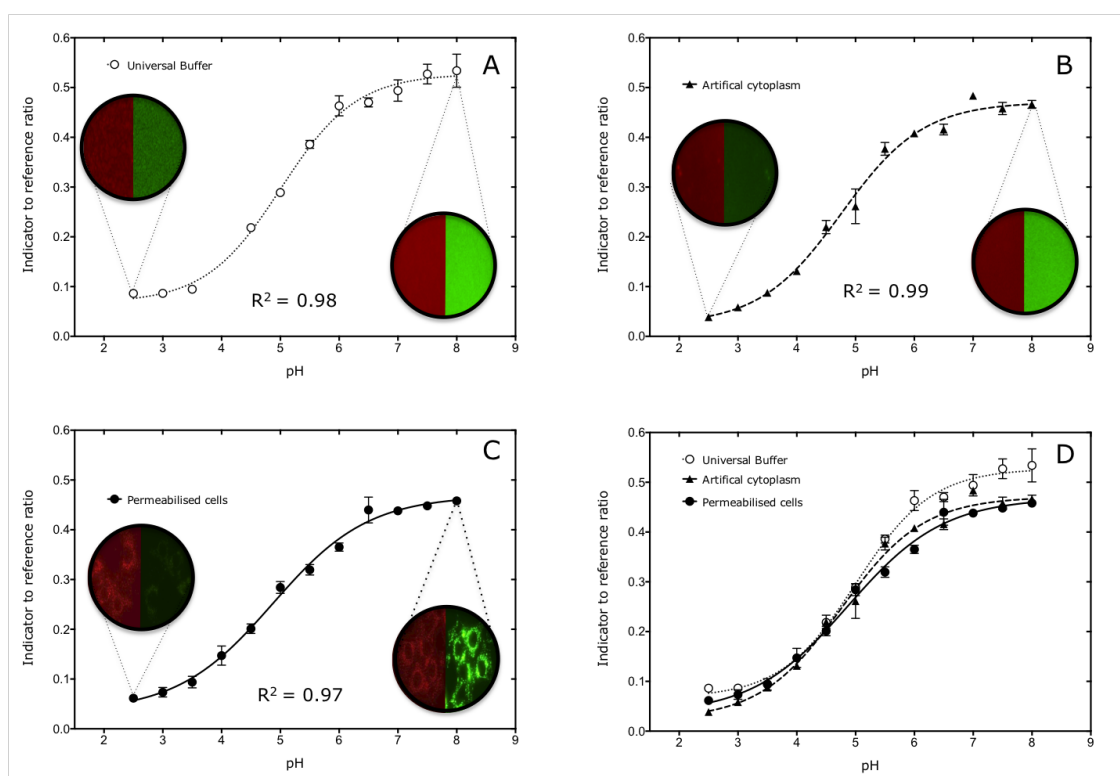 A
Universal Buffer
Indicator to reference ratio
0.6
0.5
0.4
0.3
0.2
0.1
0.0
R² = 0.98
2 3 4 5 6 7 8 9
pH
B
Artifical cytoplasm
Indicator to reference ratio
0.6
0.5
0.4
0.3
0.2
0.1
0.0
R² = 0.99
2 3 4 5 6 7 8 9
pH
C
Permeabilised cells
Indicator to reference ratio
0.6
0.5
0.4
0.3
0.2
0.1
0.0
R² = 0.97
2 3 4 5 6 7 8 9
pH
D
Universal Buffer
Artifical cytoplasm
Permeabilised cells
Indicator to reference ratio
0.6
0.5
0.4
0.3
0.2
0.1
0.0
2 3 4 5 6 7 8 9
pH